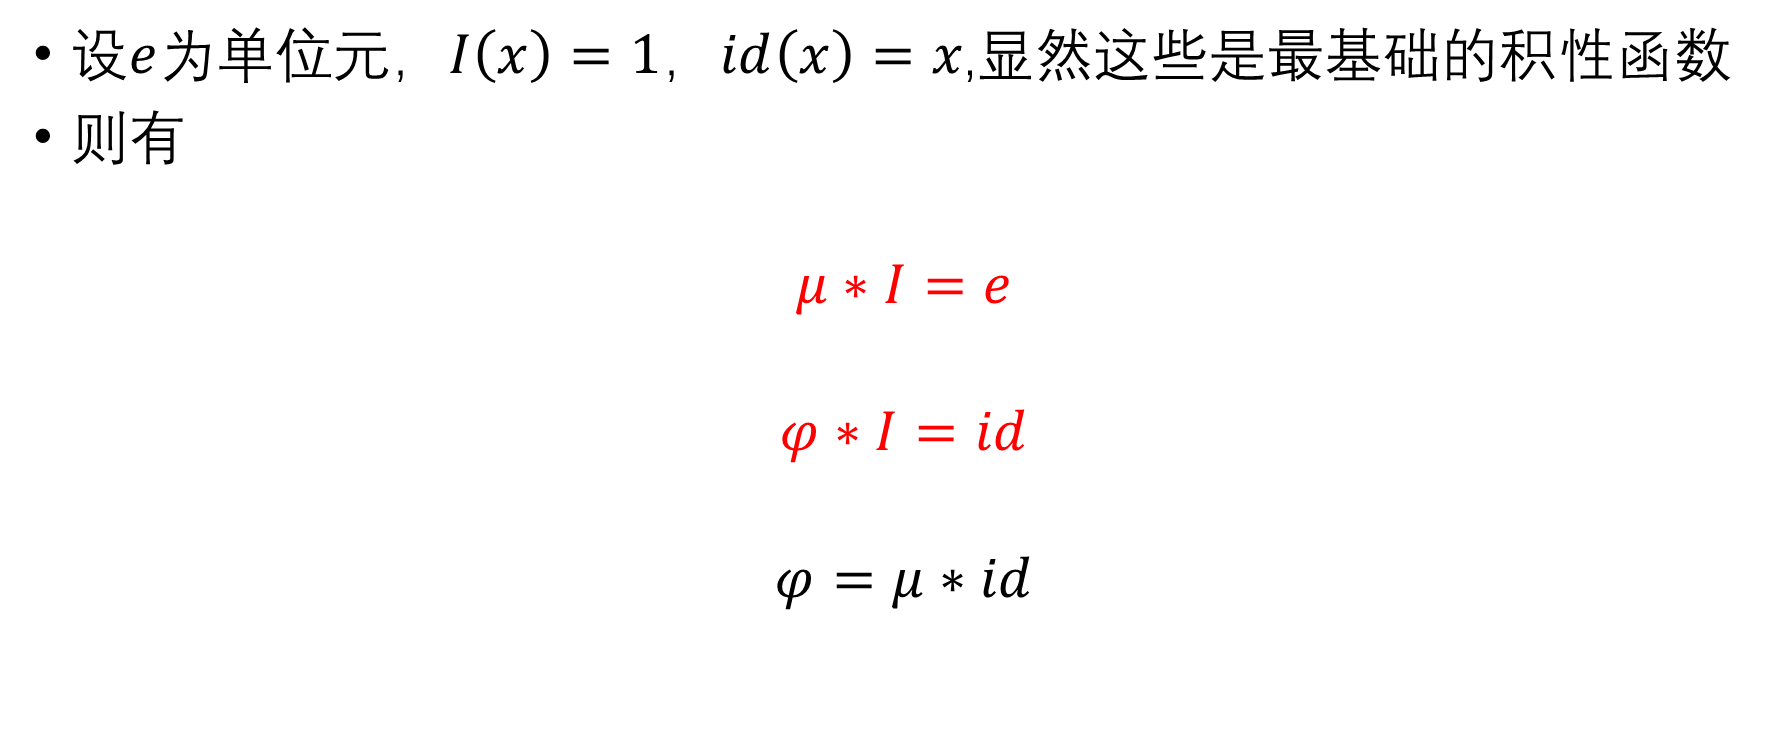 • 设e为单位元, I(x) = 1, id(x) = x,显然这些是最基础的积性函数
• 则有
μ ∗ I = e
φ ∗ I = id
φ = μ ∗ id